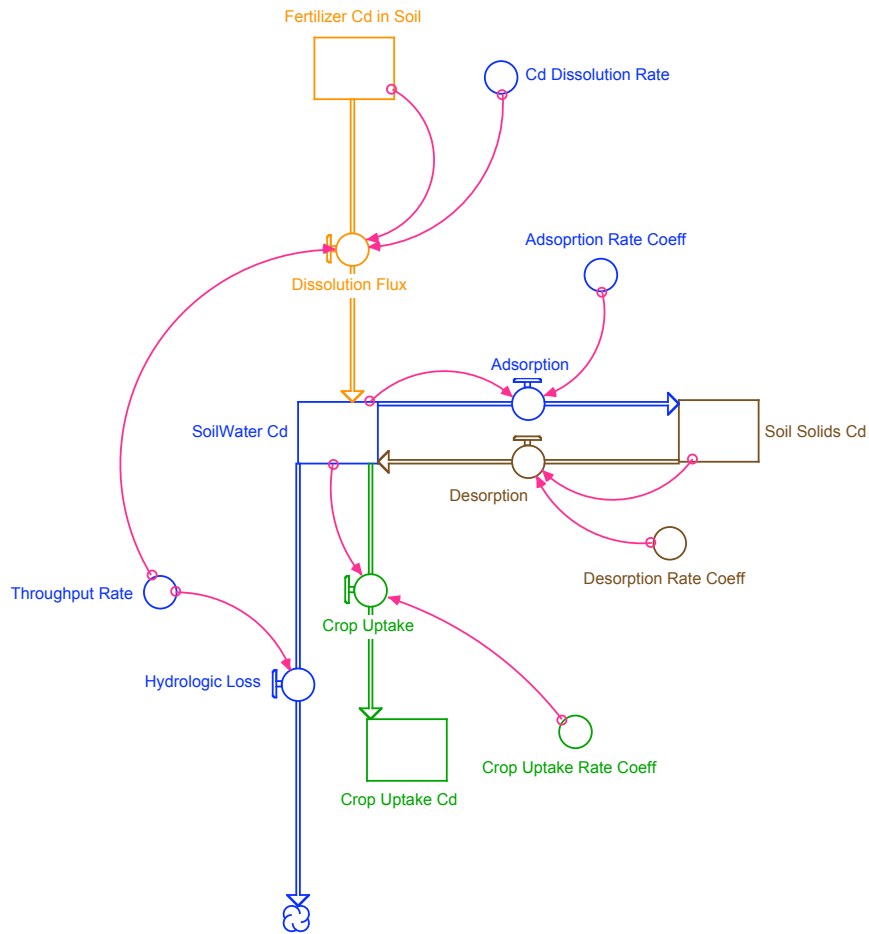 Fertilizer Cd in Soil
Cd Dissolution Rate
Adsoprtion Rate Coeff
Dissolution Flux
Adsorption
SoilWater Cd
Soil Solids Cd
Desorption
Desorption Rate Coeff
Throughput Rate
Crop Uptake
Hydrologic Loss
Crop Uptake Rate Coeff
Crop Uptake Cd